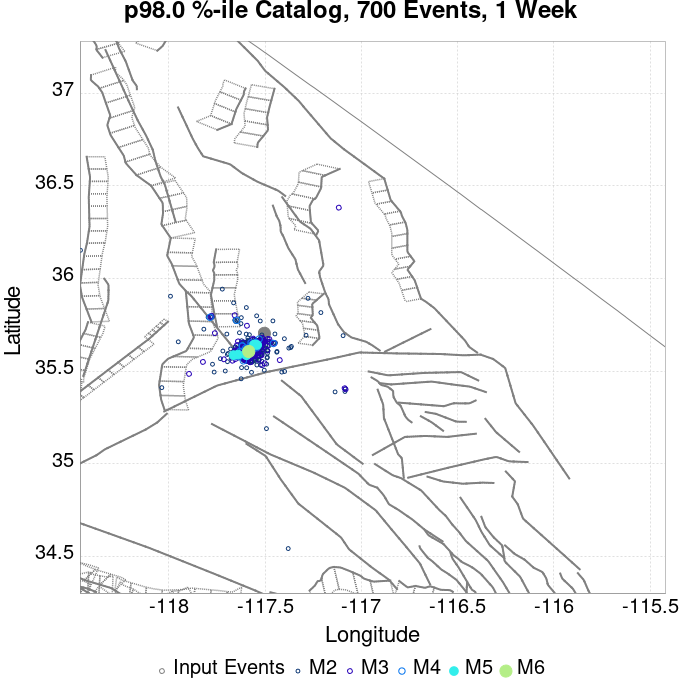 p98.0 %-ile Catalog, 700 Events, 1 Week
37
36.5
36
35.5
35
34.5
Latitude
-118 -117.5 -117 -116.5 -116 -115.5
Longitude
Input Events M2 M3 M4 M5 M6